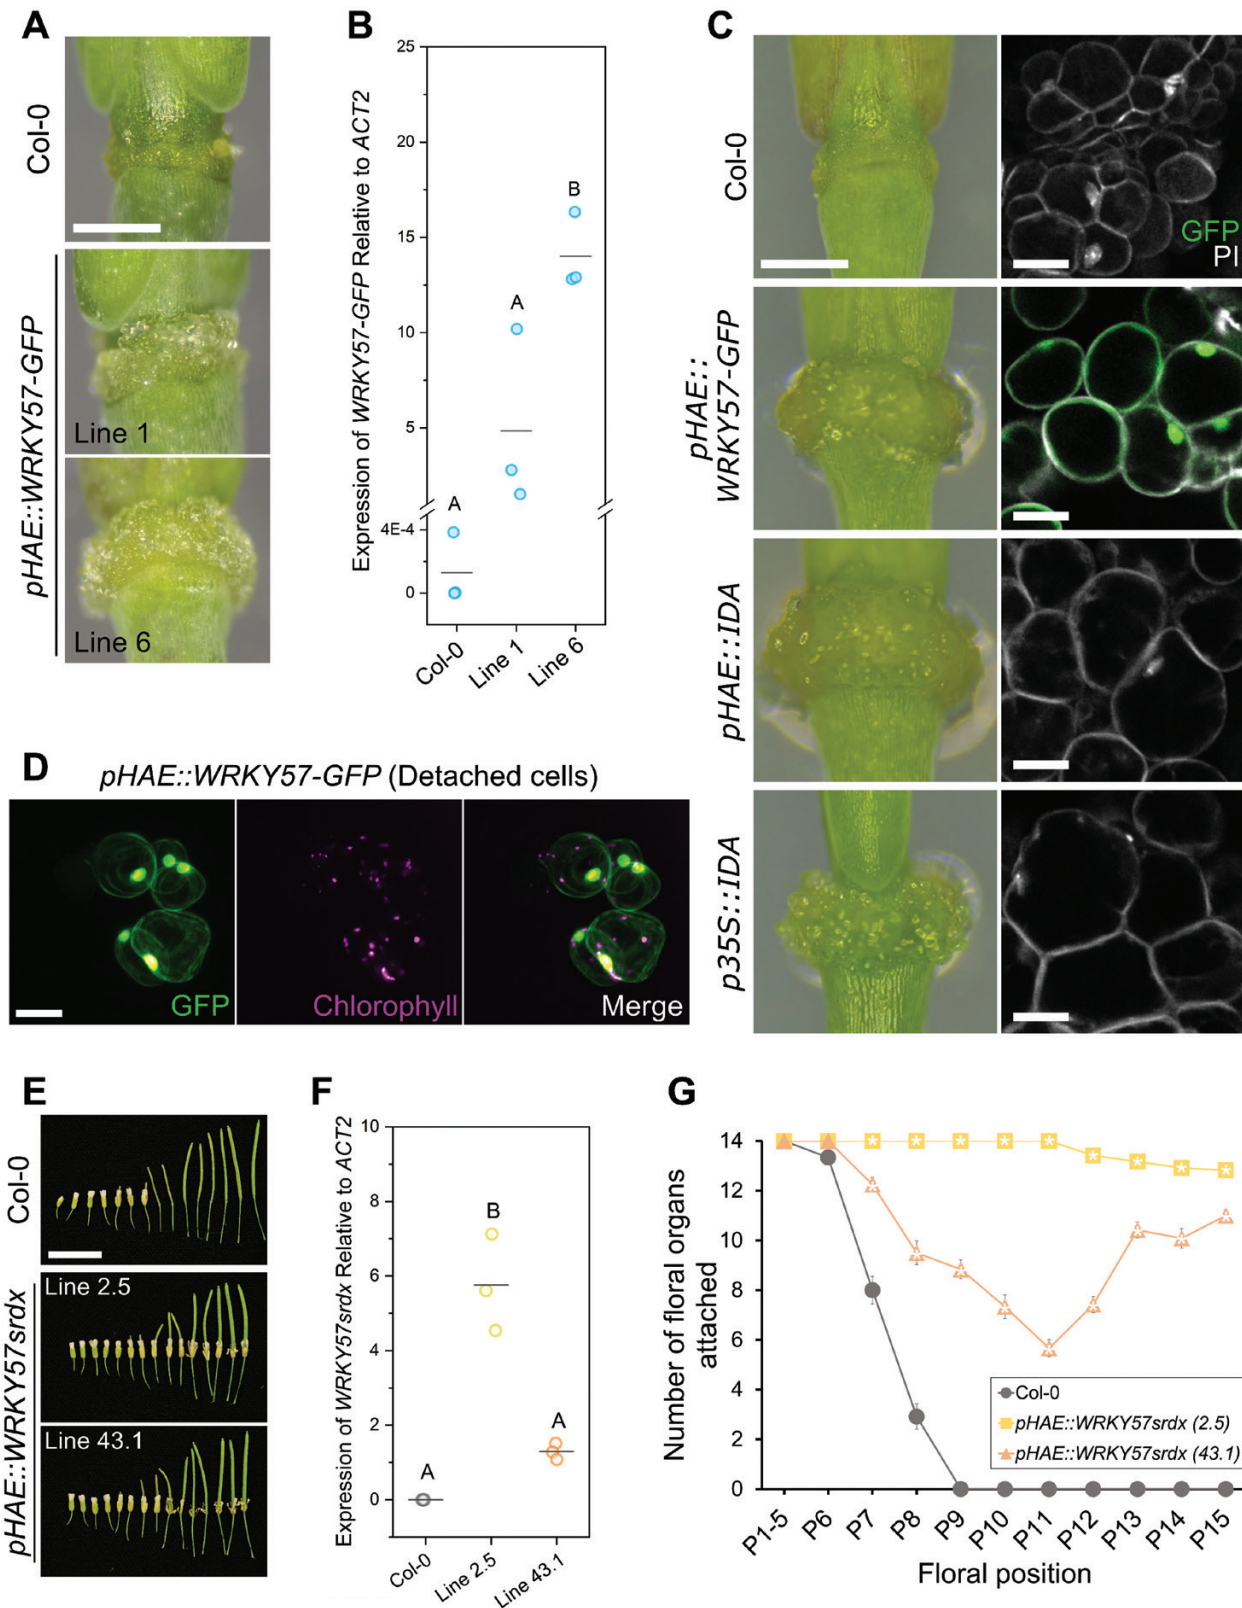 A
Col-0
pHAE::WRKY57-GFP
Line 1
Line 6
B
Expression of WRKY57-GFP Relative to ACT2
25
20
15
10
5
4E-4
0
A
A
B
Col-0
Line 1
Line 6
C
Col-0
GFP
PI
pHAE::
WRKY57-GFP
pHAE::IDA
p35S::IDA
D
pHAE::WRKY57-GFP (Detached cells)
GFP
Chlorophyll
Merge
E
Col-0
pHAE::WRKY57srdx
Line 2.5
Line 43.1
F
Expression of WRKY57srdx Relative to ACT2
10
8
6
4
2
0
A
B
A
Col-0
Line 2.5
Line 43.1
G
Number of floral organs
attached
14
12
10
8
6
4
2
0
* * * * * * * * *
* * * * * * * * *
Col-0
pHAE::WRKY57srdx (2.5)
pHAE::WRKY57srdx (43.1)
P1-5
P6
P7
P8
P9
P10
P11
P12
P13
P14
P15
Floral position